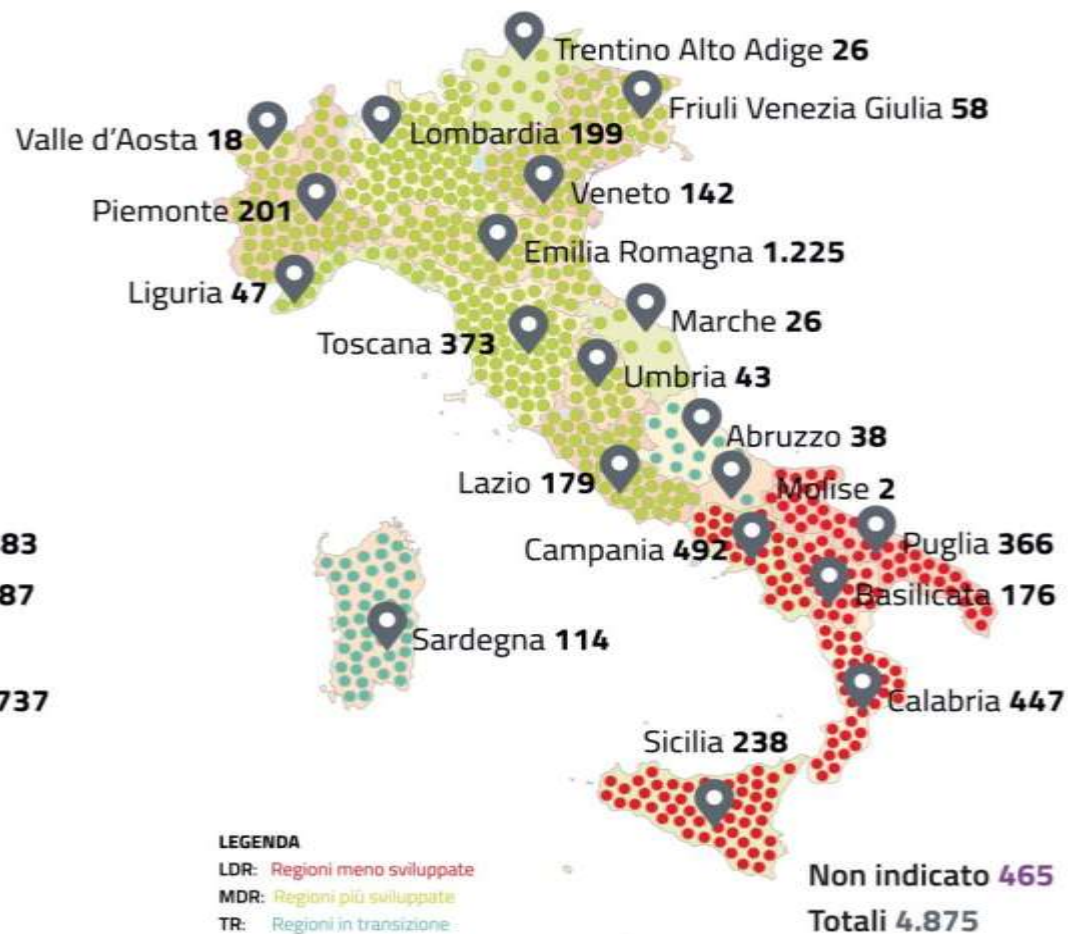 Trentino Alto Adige 26
Friuli Venezia Giulia 58
Valle d'Aosta 18
Lombardia 199
Veneto 142
Piemonte 201
Emilia Romagna 1.225
Liguria 47
Marche 26
Toscana 373
Umbria 43
Abruzzo 38
Lazio 179
Molise 2
Puglia 366
Campania 492
83
Basilicata 176
87
Sardegna 114
Calabria 447
737
Sicilia 238
LEGENDA
LDR: Regioni meno sviluppate
MDR: Regioni più sviluppate
TR: Regioni in transizione
Non indicato 465
Totali 4.875